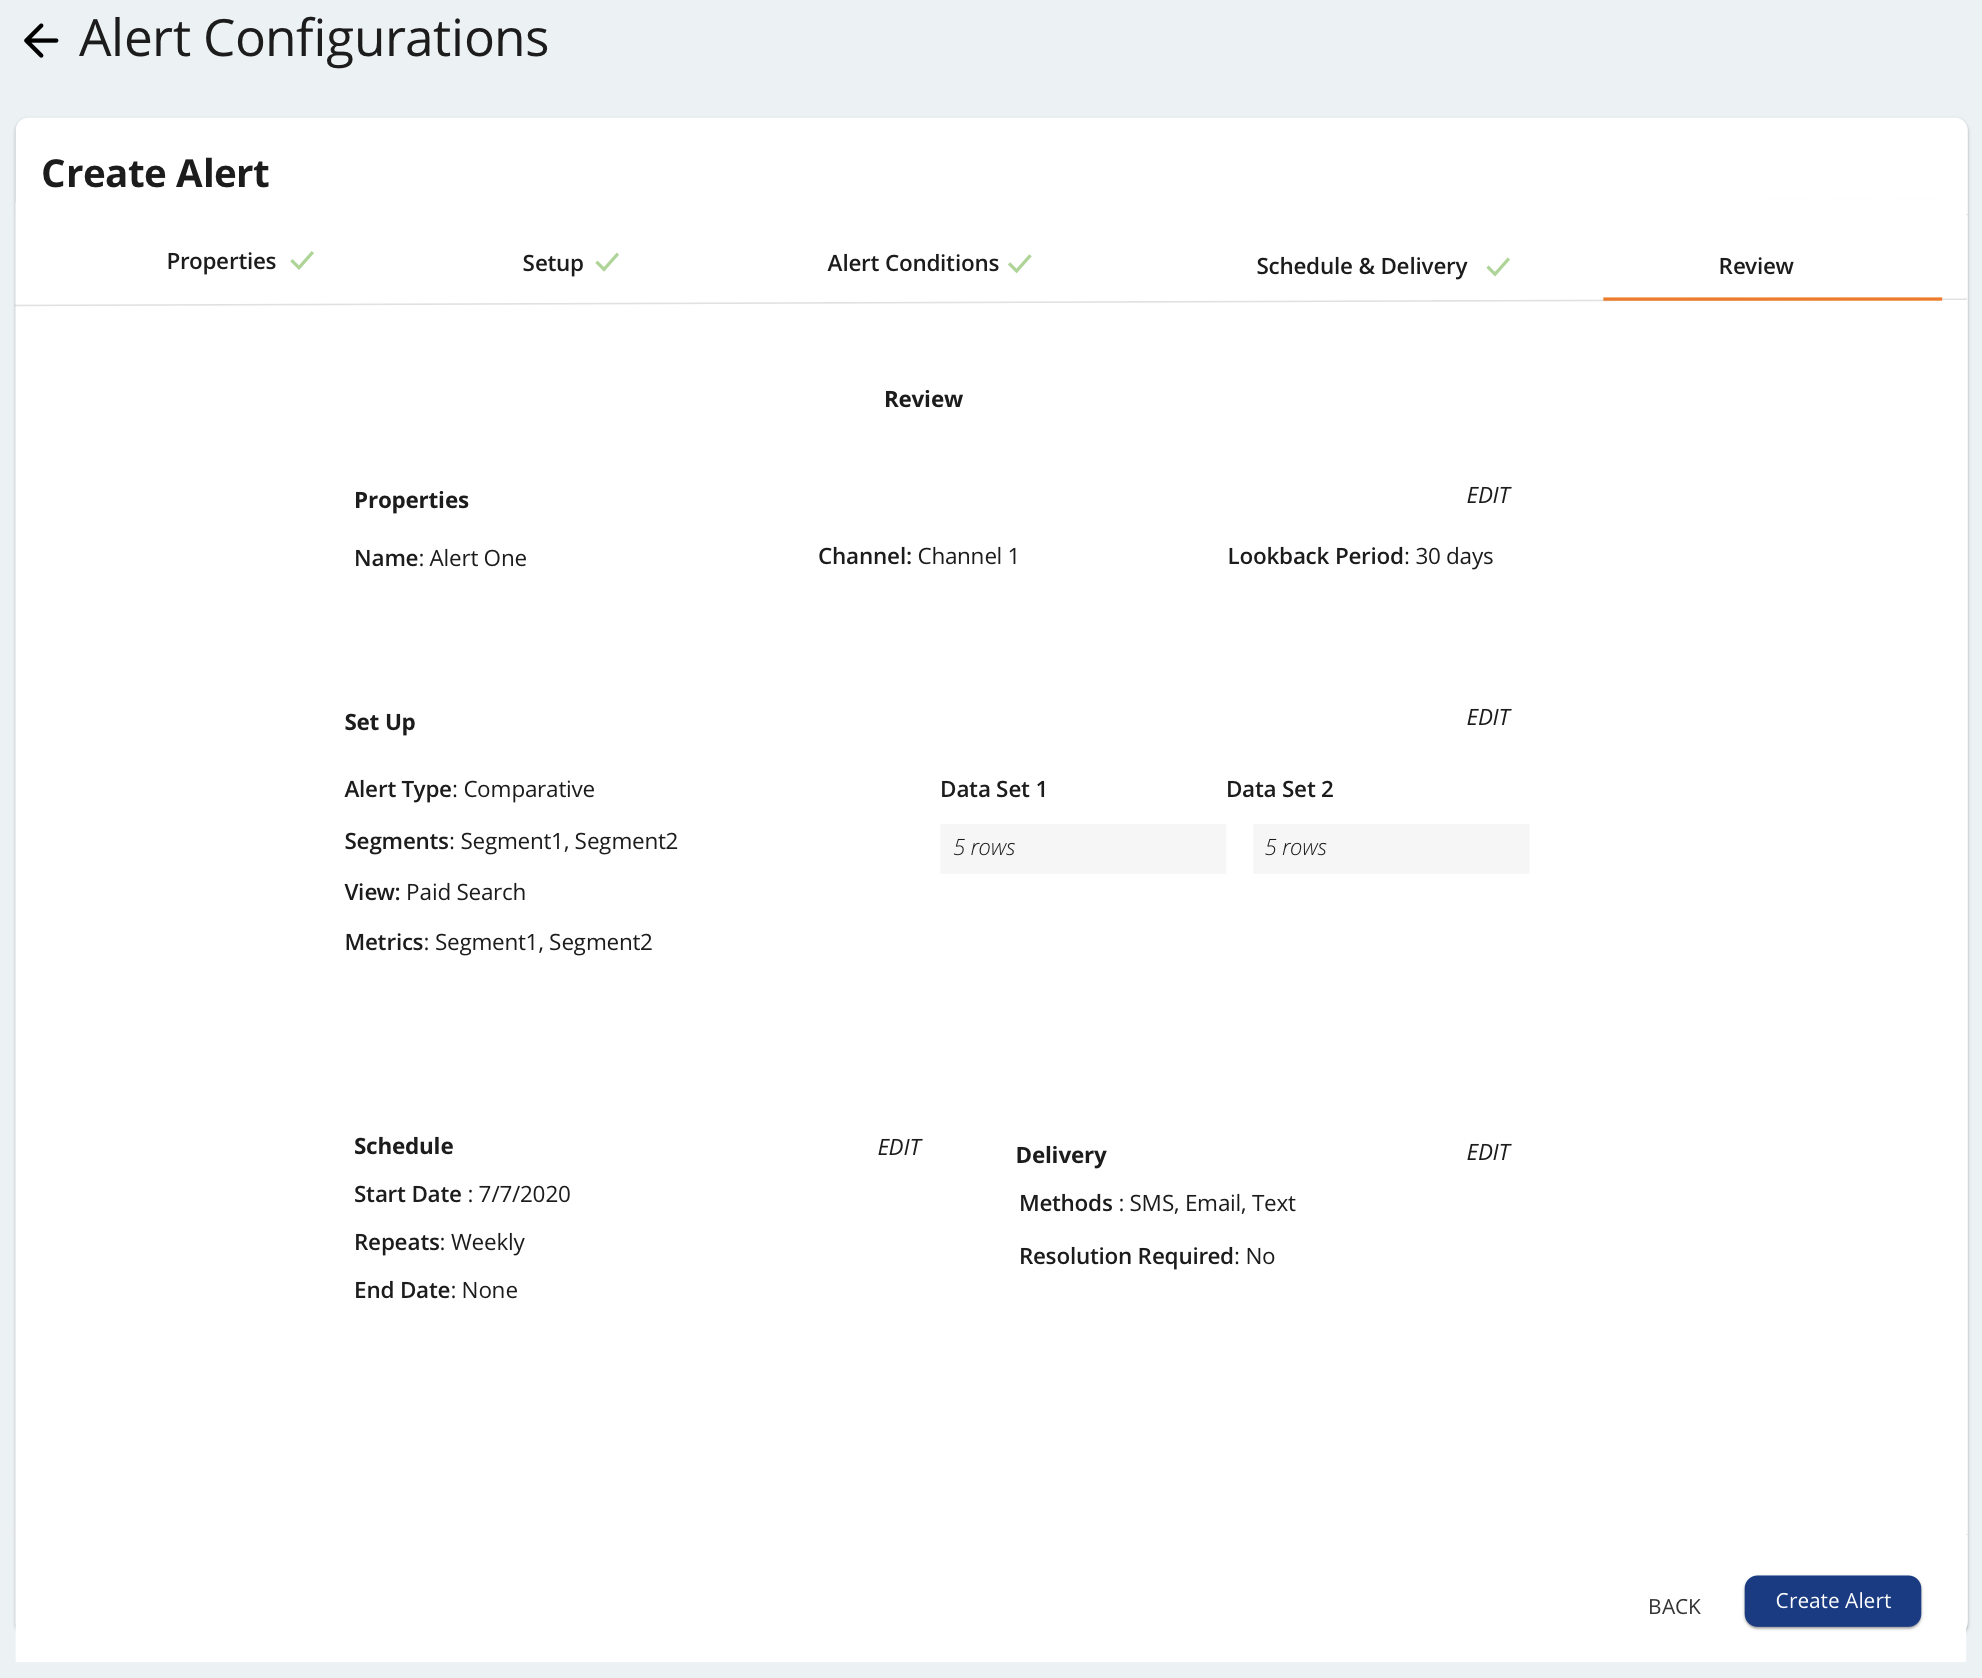 Alert Configurations
Create Alert
Properties
Setup
Alert Conditions
Schedule & Delivery
Review
Review
Properties
EDIT
Name: Alert One
Channel: Channel 1
Lookback Period: 30 days
Set Up
EDIT
Alert Type: Comparative
Data Set 1
Data Set 2
Segments: Segment1, Segment2
5 rows
5 rows
View: Paid Search
Metrics: Segment1, Segment2
Schedule
EDIT
Start Date : 7/7/2020
Repeats: Weekly
End Date: None
Delivery
EDIT
Methods : SMS, Email, Text
Resolution Required: No
BACK
Create Alert